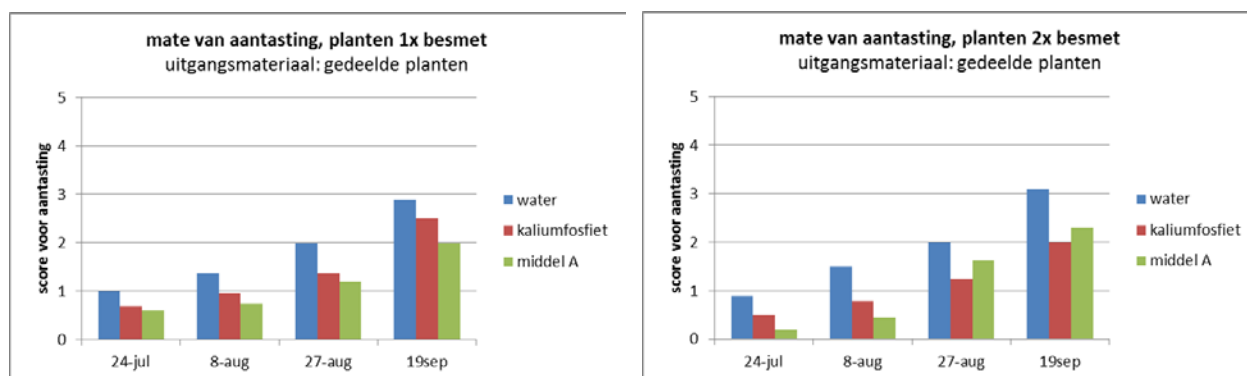 mate van aantasting, planten 1x besmet
uitgangsmateriaal: gedeelde planten
score voor aantasting
5
4
3
2
1
0
24-jul
8-aug
27-aug
19sep
water
kaliumfosfiet
middel A
mate van aantasting, planten 2x besmet
uitgangsmateriaal: gedeelde planten
score voor aantasting
5
4
3
2
1
0
24-jul
8-aug
27-aug
19sep
water
kaliumfosfiet
middel A